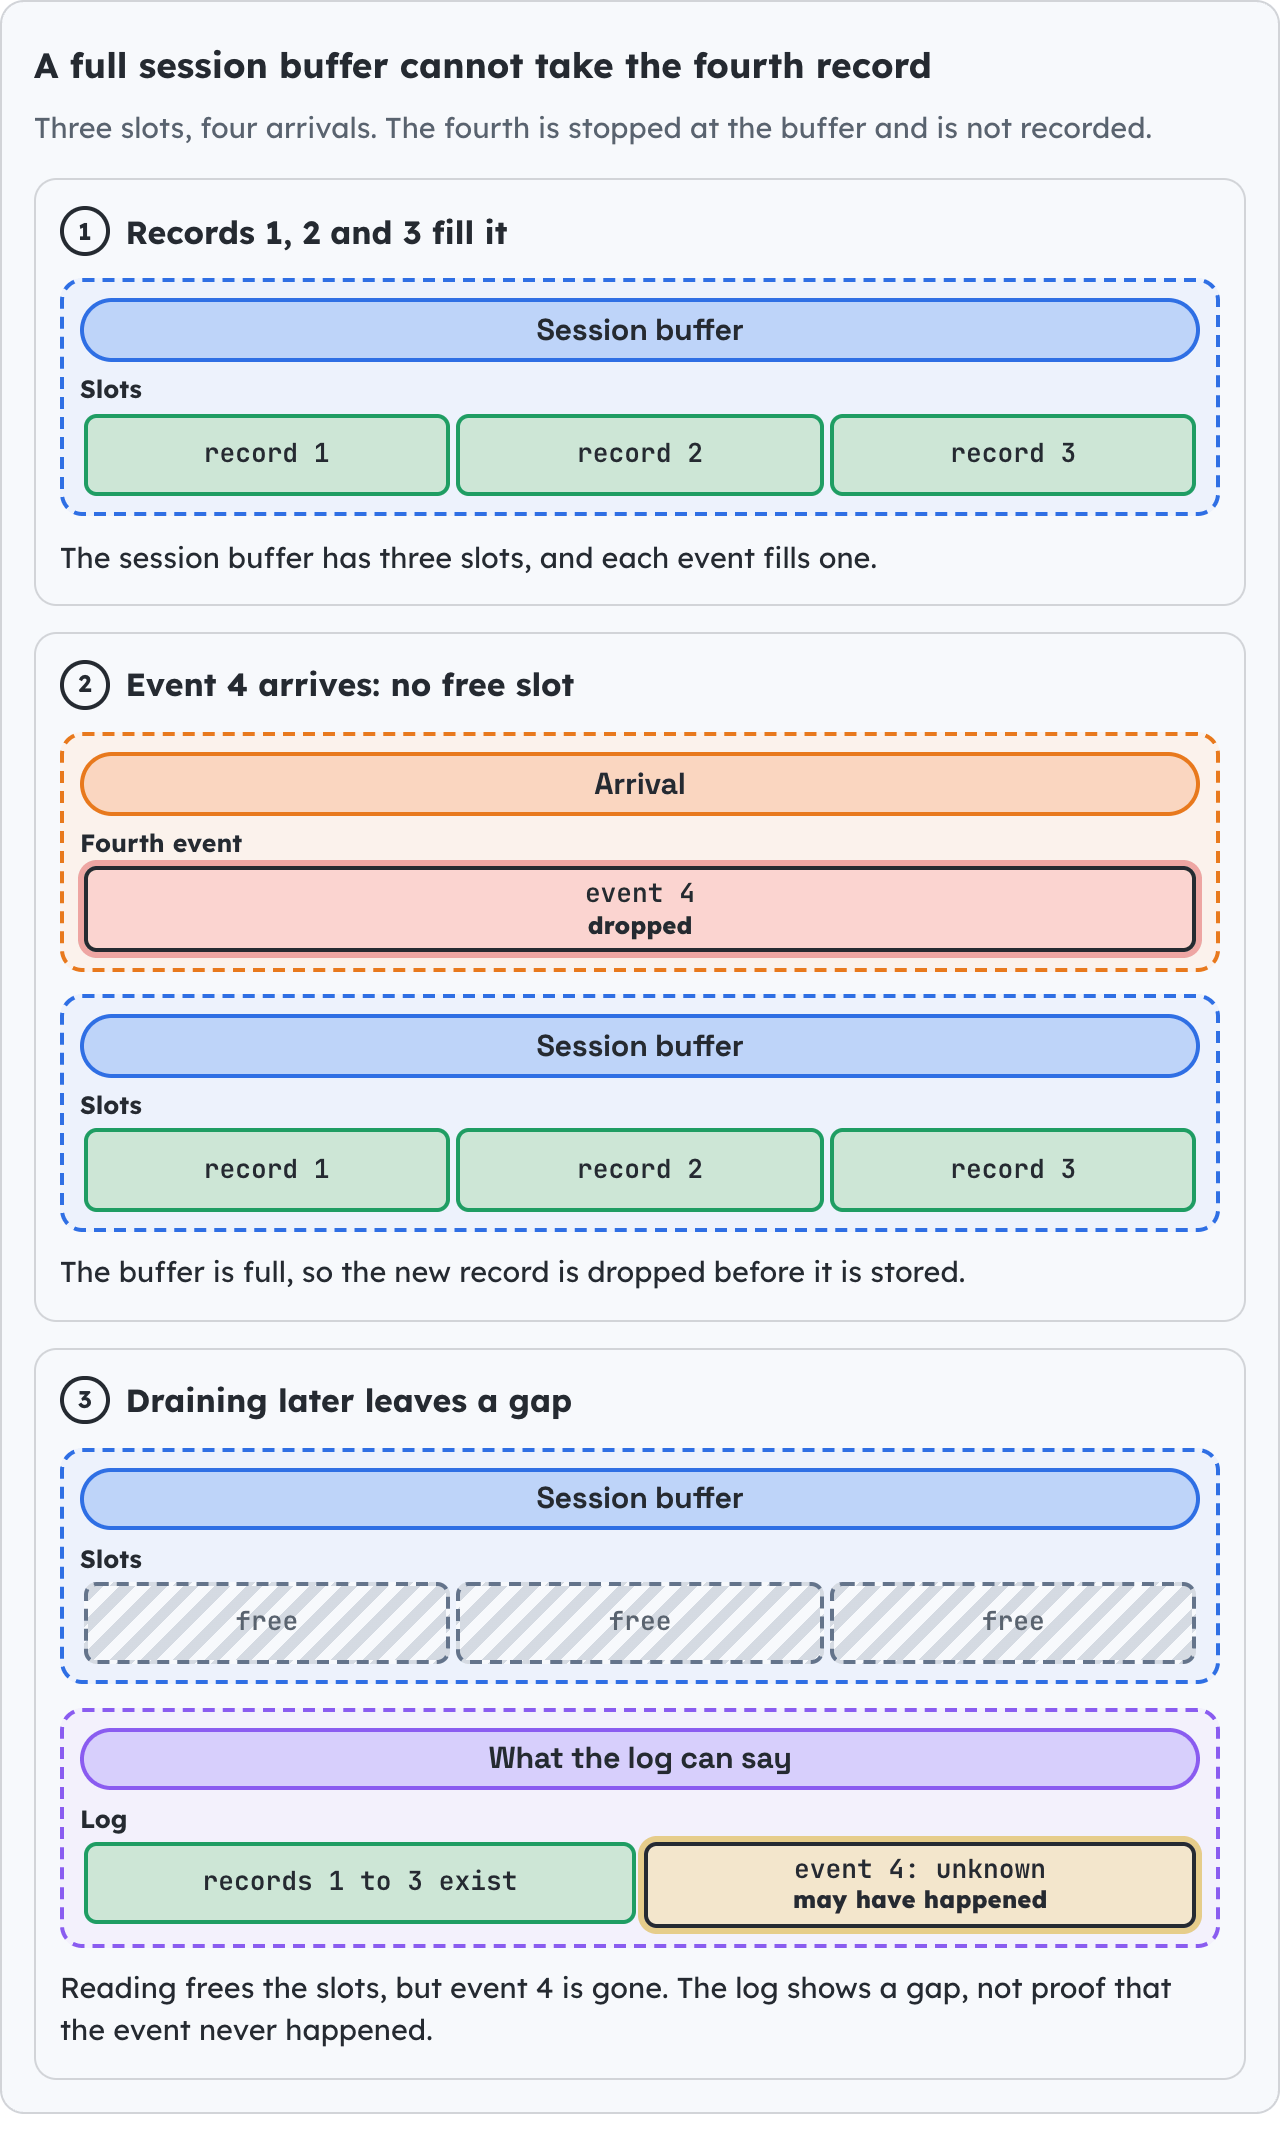 A full session buffer cannot take the fourth record
Three slots, four arrivals. The fourth is stopped at the buffer and is not recorded.
1 Records 1, 2 and 3 fill it
Session buffer
Slots
record 1 record 2 record 3
The session buffer has three slots, and each event fills one.
2 Event 4 arrives: no free slot
Arrival
Fourth event
event 4
dropped
Session buffer
Slots
record 1 record 2 record 3
The buffer is full, so the new record is dropped before it is stored.
3 Draining later leaves a gap
Session buffer
Slots
free free free
What the log can say
Log
records 1 to 3 exist
event 4: unknown
may have happened
Reading frees the slots, but event 4 is gone. The log shows a gap, not proof that
the event never happened.